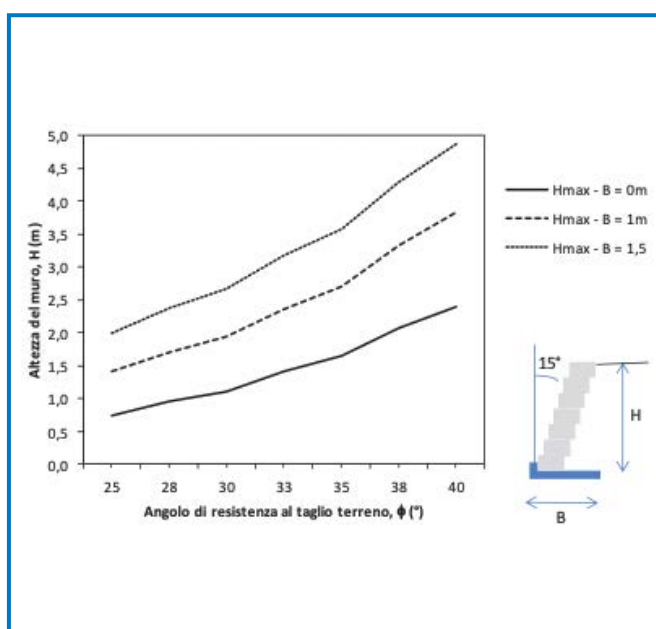 5,0
4,5
4,0
3,5
3,0
2,5
2,0
1,5
1,0
0,5
0,0
Altezza del muro, H (m)
25 28 30 33 35 38 40
Angolo di resistenza al taglio terreno, ϕ (°)
Hmax - B = 0m
Hmax - B = 1m
Hmax - B = 1,5
15°
H
B